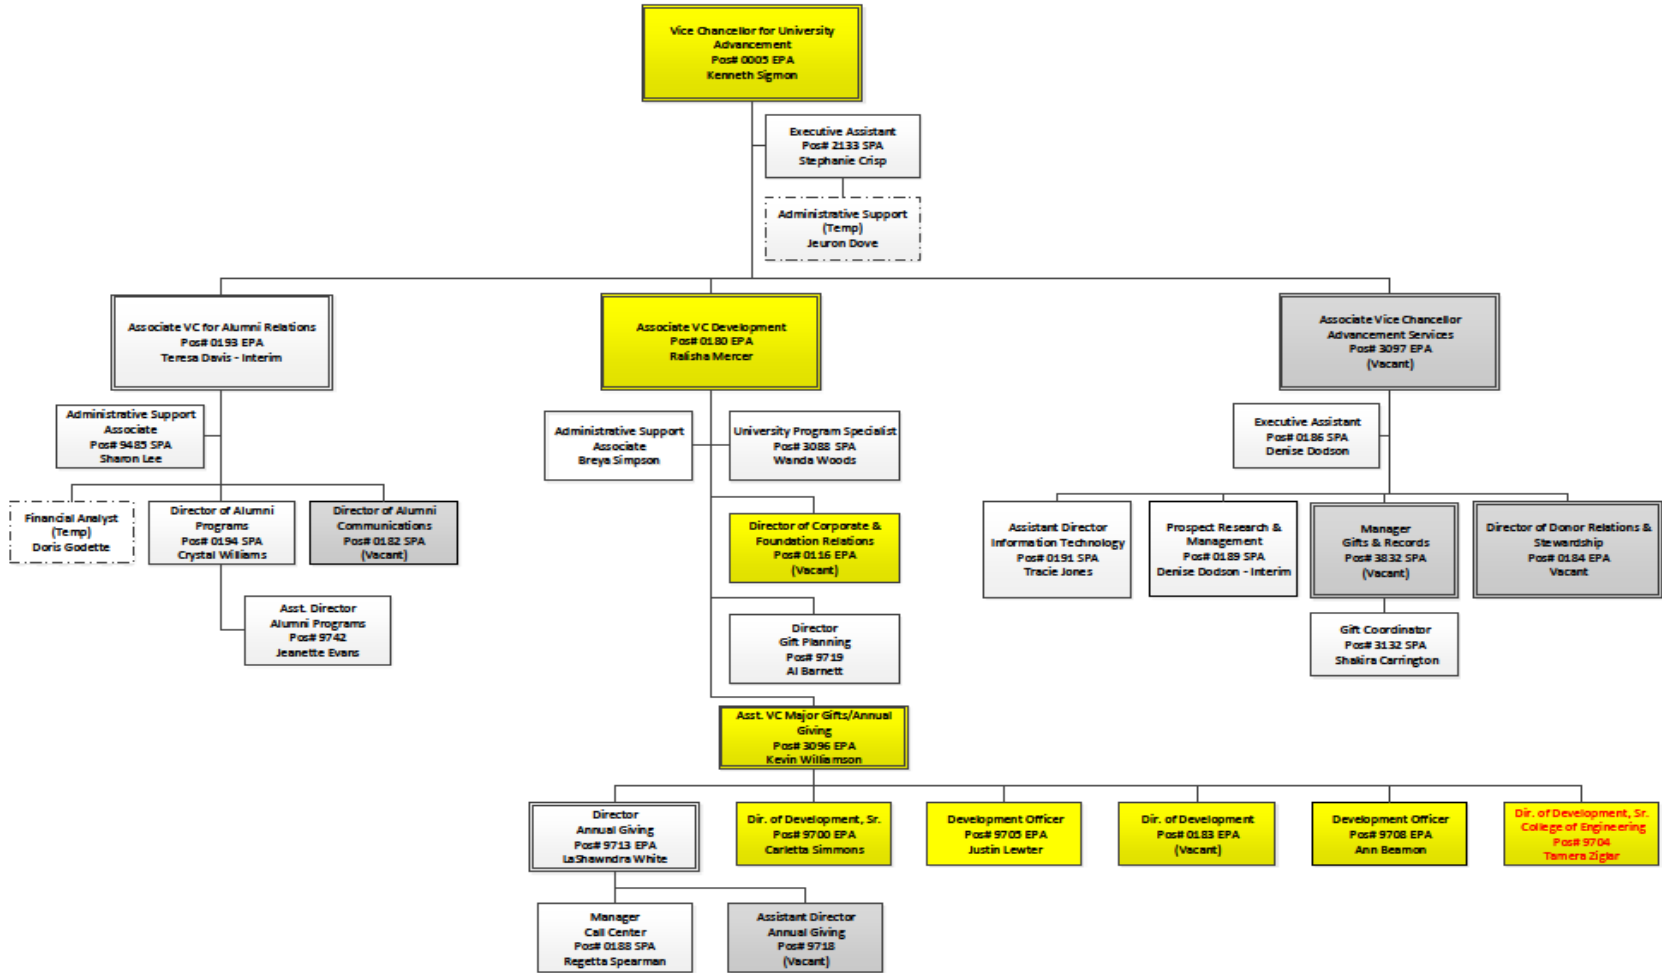 Vice Chancellor for University
Advancement
Pos# 0005 EPA
Kenneth Sigmon
Executive Assistant
Pos# 2133 SPA
Stephanie Crisp
Administrative Support
(Temp)
Jeuron Dove
Associate VC for Alumni Relations
Pos# 0193 EPA
Teresa Davis - Interim
Associate VC Development
Pos# 0180 EPA
Ralisha Mercer
Associate Vice Chancellor
Advancement Services
Pos# 3097 EPA
(Vacant)
Administrative Support
Associate
Pos# 9485 SPA
Sharon Lee
Administrative Support
Associate
Breya Simpson
University Program Specialist
Pos# 3088 SPA
Wanda Woods
Executive Assistant
Pos# 0186 SPA
Denise Dodson
Financial Analyst
(Temp)
Doris Godette
Director of Alumni
Programs
Pos# 0194 SPA
Crystal Williams
Director of Alumni
Communications
Pos# 0182 SPA
(Vacant)
Director of Corporate &
Foundation Relations
Pos# 0116 EPA
(Vacant)
Assistant Director
Information Technology
Pos# 0191 SPA
Tracie Jones
Prospect Research &
Management
Pos# 0189 SPA
Denise Dodson - Interim
Manager
Gifts & Records
Pos# 3832 SPA
(Vacant)
Director of Donor Relations &
Stewardship
Pos# 0184 EPA
Vacant
Asst. Director
Alumni Programs
Pos# 9742
Jeanette Evans
Director
Gift Planning
Pos# 9719
Al Barnett
Gift Coordinator
Pos# 3132 SPA
Shakira Carrington
Asst. VC Major Gifts/Annual
Giving
Pos# 3096 EPA
Kevin Williamson
Director
Annual Giving
Pos# 9713 EPA
LaShawndra White
Dir. of Development, Sr.
Pos# 9700 EPA
Carletta Simmons
Development Officer
Pos# 9705 EPA
Justin Lewter
Dir. of Development
Pos# 0183 EPA
(Vacant)
Development Officer
Pos# 9708 EPA
Ann Beamon
Dir. of Development, Sr.
College of Engineering
Pos# 9704
Tamera Ziglar
Manager
Call Center
Pos# 0188 SPA
Regetta Spearman
Assistant Director
Annual Giving
Pos# 9718
(Vacant)